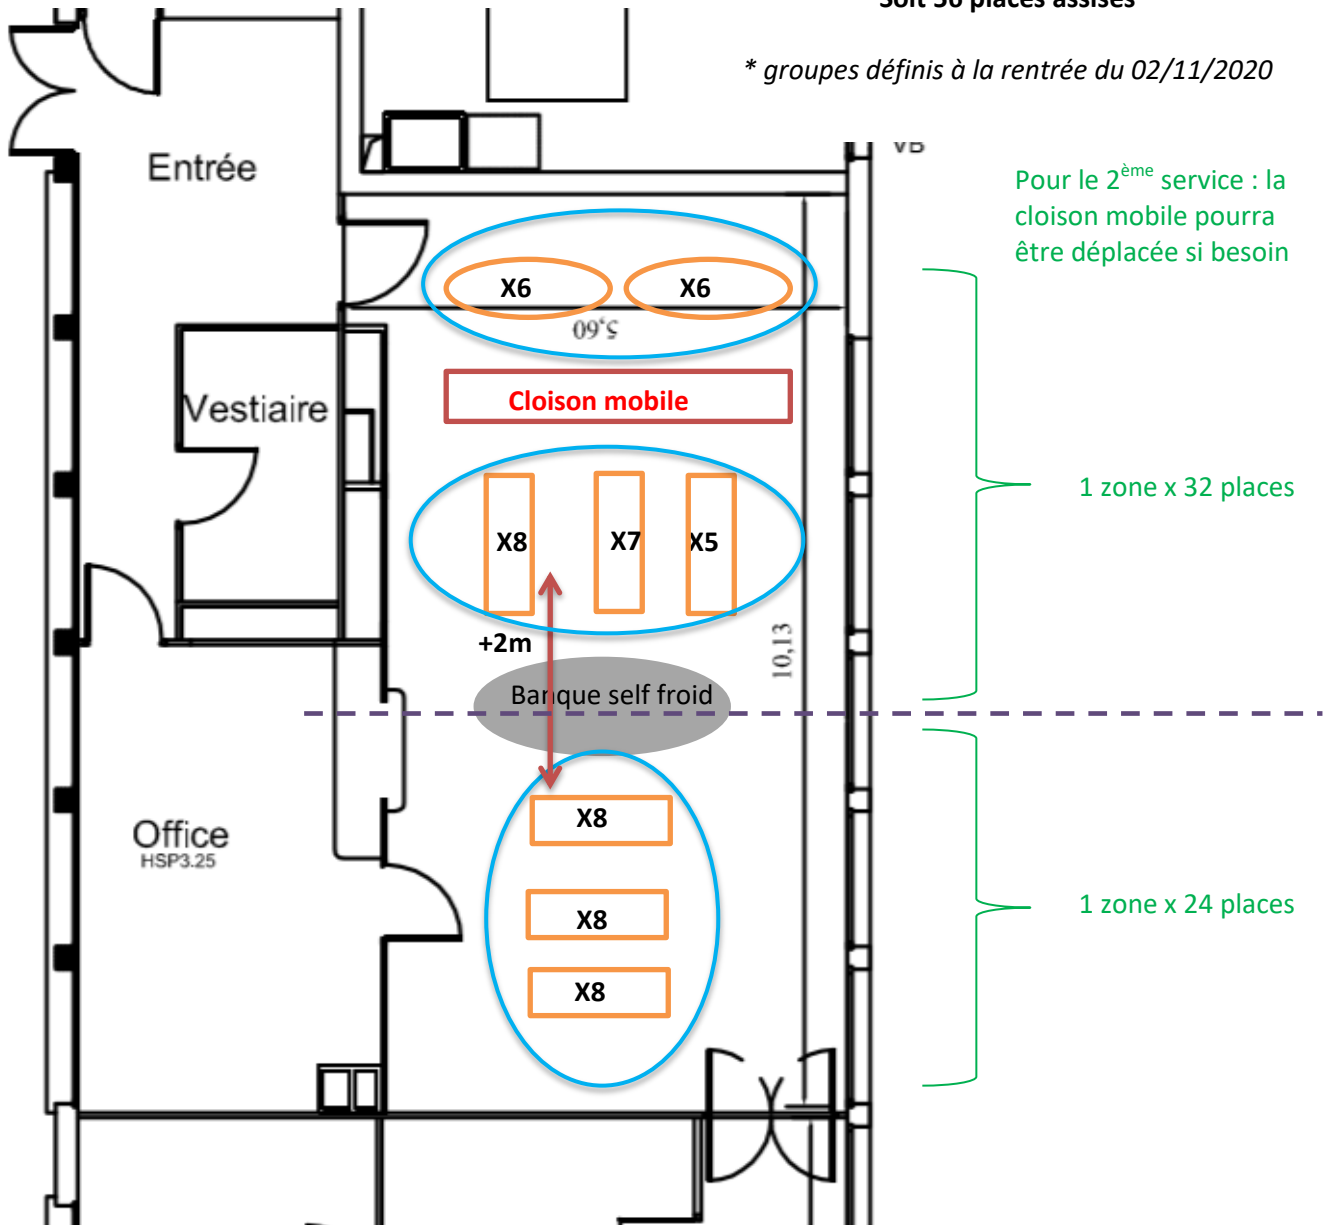 Soit 56 places assises
* groupes définis à la rentrée du 02/11/2020
VB
Entrée
Pour le 2ème service : la
cloison mobile pourra
être déplacée si besoin
X6
X6
5,60
Cloison mobile
Vestiaire
1 zone x 32 places
X8
X7
X5
+2m
10,13
Banque self froid
X8
Office
HSP3.25
X8
1 zone x 24 places
X8